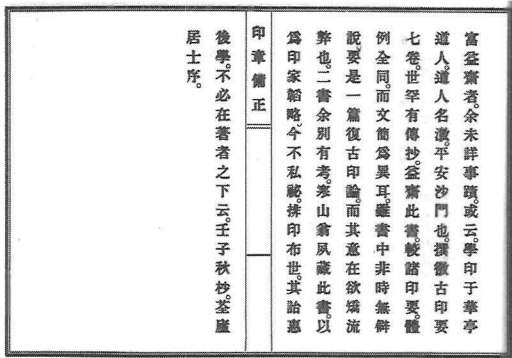 富益齋者。余未詳事蹟。或云。學印于華亭
道人。道人名澂。平安沙門也。撰徽古印要
七卷。世罕有傳抄。益齋此書。較諸印要。體
例全同。而文簡爲異耳。雖書中非時無僻
說。要是一篇復古印論。而其意在欲矯流
弊也。二書余別有考。寒山翁夙藏此書。以
爲印家韜略。今不私祕。排印布世。其詒惠
印章備正
後學。不必在著者之下云。壬子秋杪。荃廬
居士序。